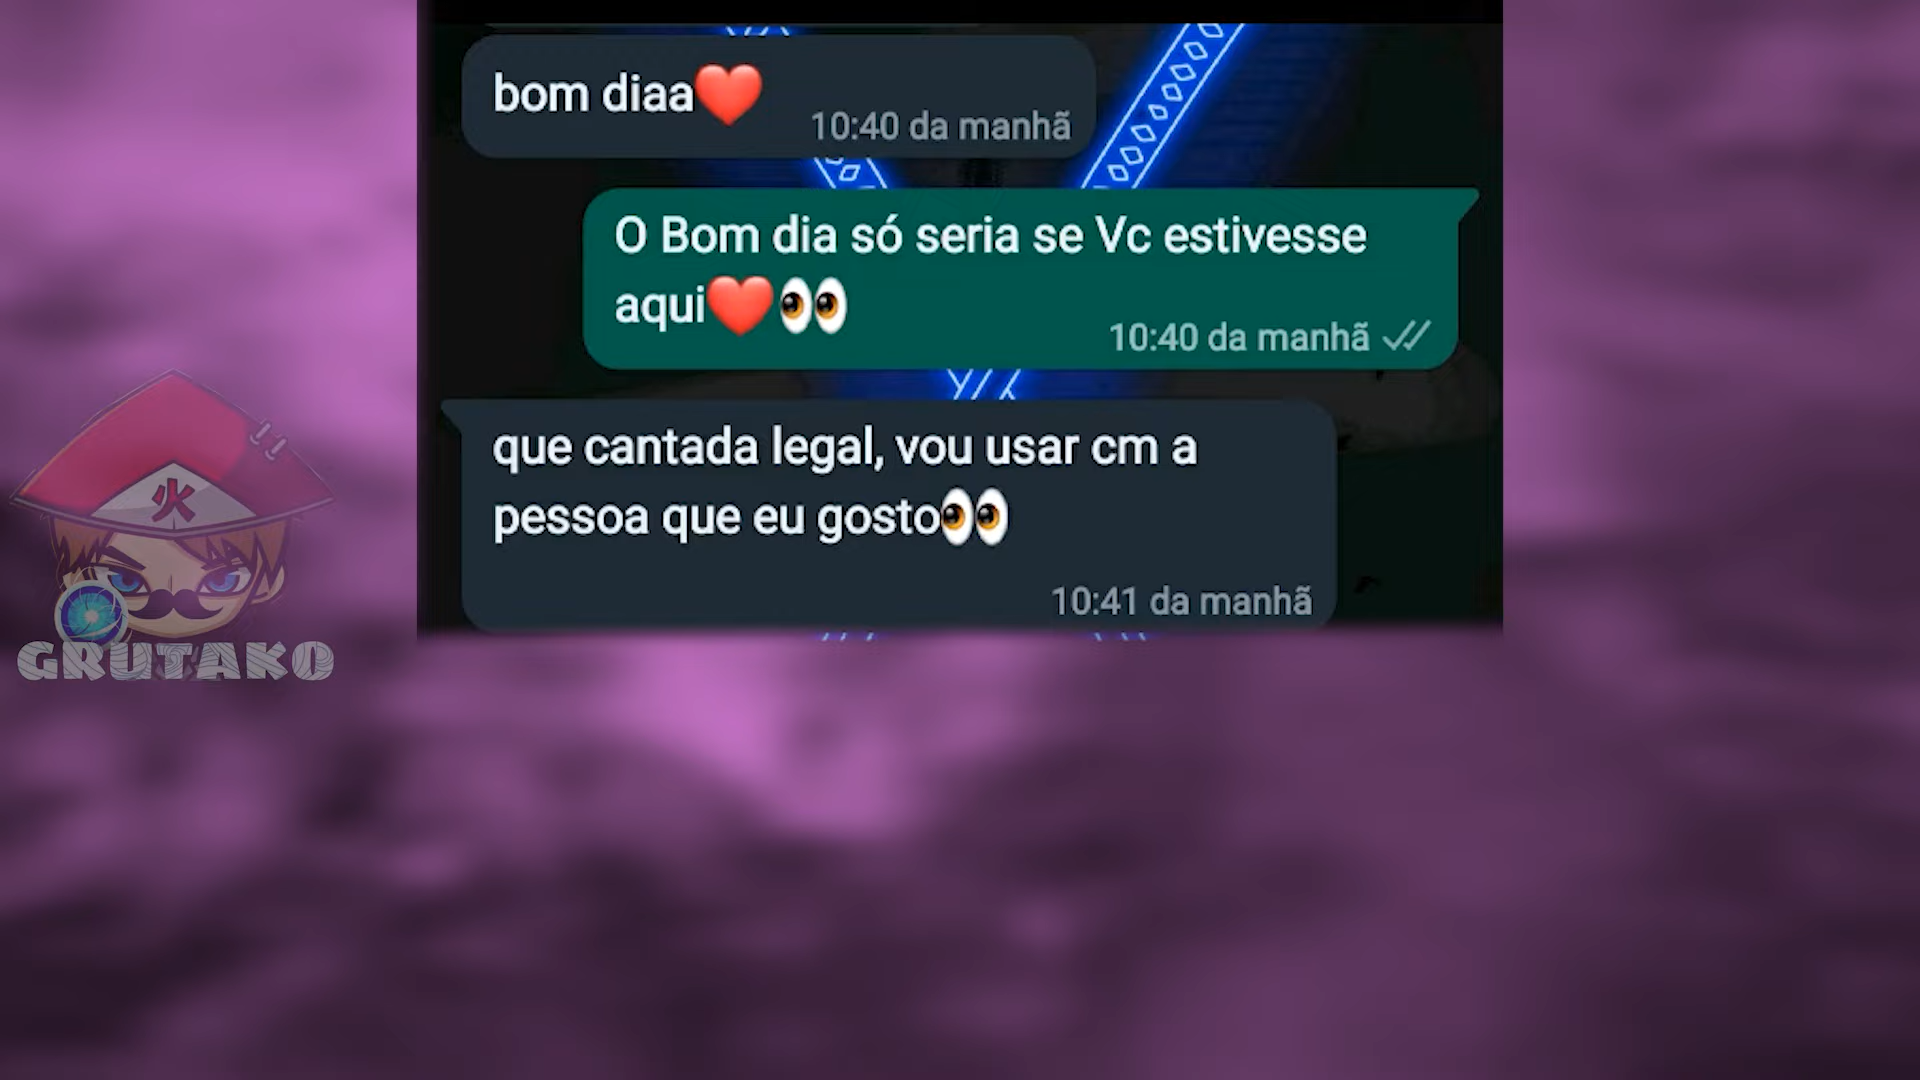 bom diaa❤️
10:40 da manhã
O Bom dia só seria se Vc estivesse
aqui❤️👀
10:40 da manhã
que cantada legal, vou usar cm a
pessoa que eu gosto👀
10:41 da manhã
火
GRUTAKO